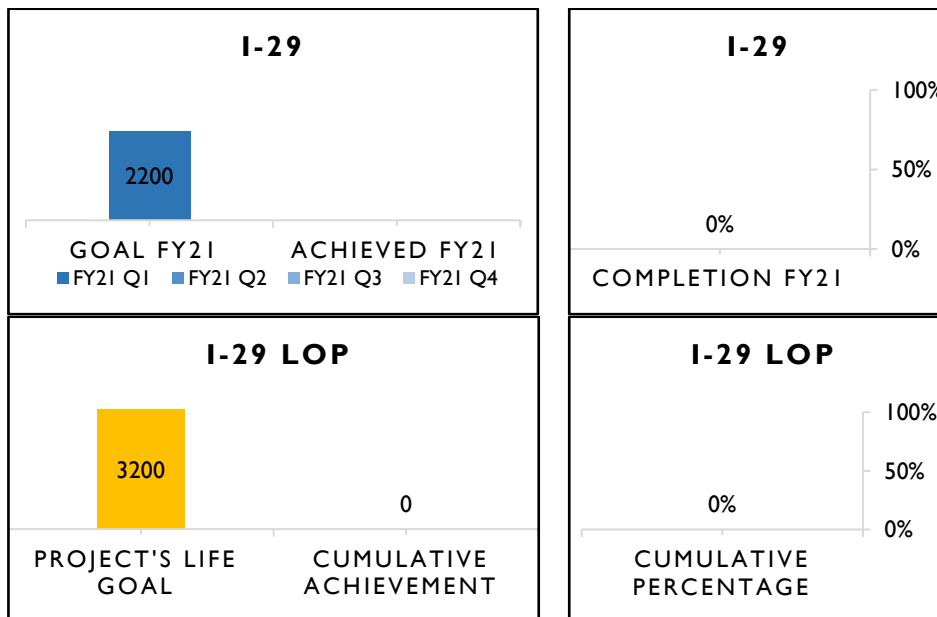 I-29
2200
GOAL FY21 ACHIEVED FY21
FY21 Q1 FY21 Q2 FY21 Q3 FY21 Q4
I-29
100%
50%
0%
0%
COMPLETION FY21
I-29 LOP
3200
0
PROJECT'S LIFE GOAL
CUMULATIVE ACHIEVEMENT
I-29 LOP
100%
50%
0%
0%
CUMULATIVE
PERCENTAGE